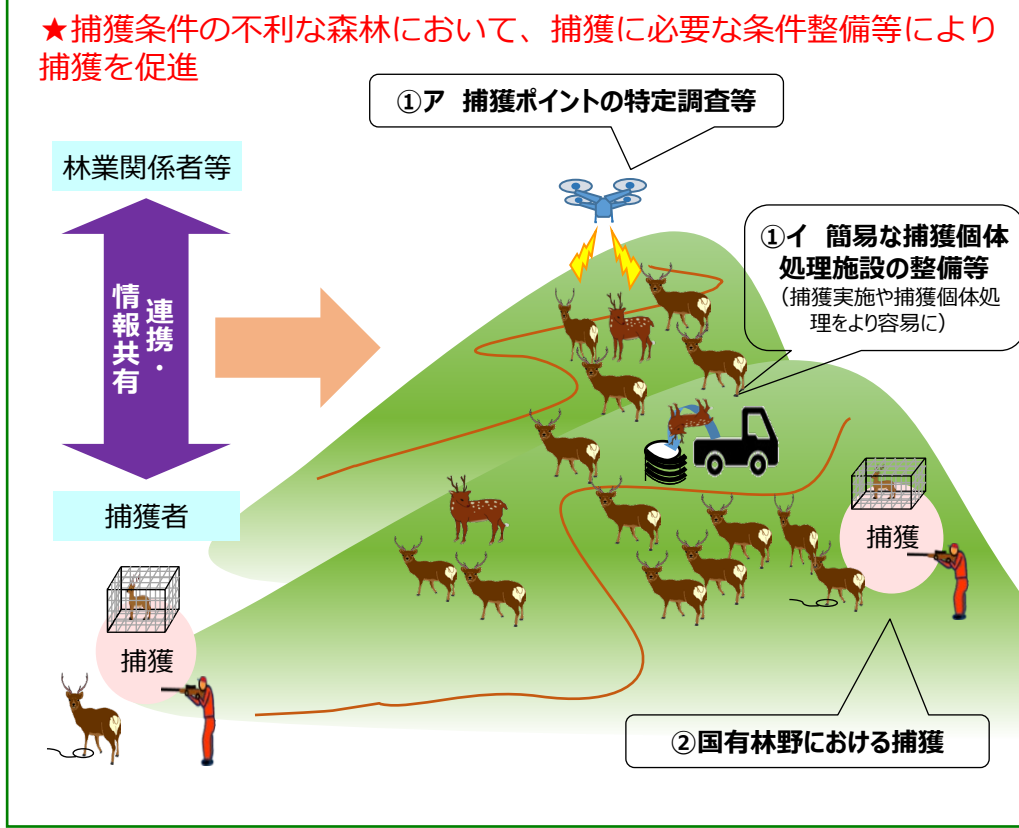 ★捕獲条件の不利な森林において、捕獲に必要な条件整備等により
捕獲を促進
①ア 捕獲ポイントの特定調査等
林業関係者等
①イ 簡易な捕獲個体
処理施設の整備等
（捕獲実施や捕獲個体処
理をより容易に）
連携・
情報共有
捕獲者
捕獲
捕獲
②国有林野における捕獲